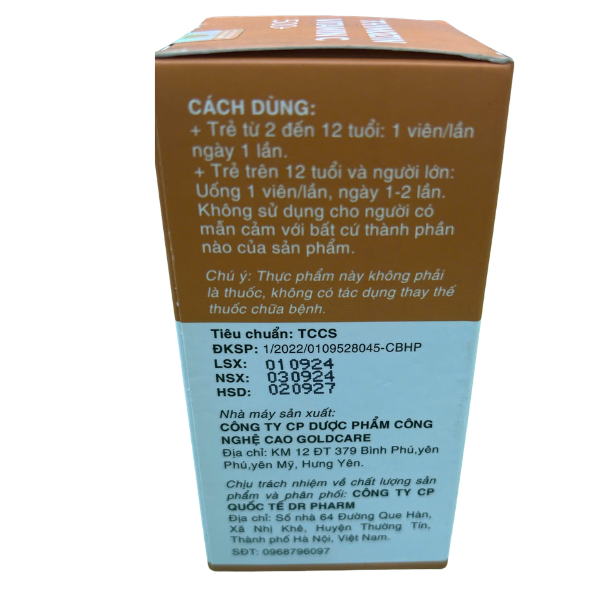 VITAMIN C
CÁCH DÙNG:
+ Trẻ từ 2 đến 12 tuổi: 1 viên/lần
ngày 1 lần.
+ Trẻ trên 12 tuổi và người lớn:
Uống 1 viên/lần, ngày 1-2 lần.
Không sử dụng cho người có
mẫn cảm với bất cứ thành phần
nào của sản phẩm.
Chú ý: Thực phẩm này không phải
là thuốc, không có tác dụng thay thế
thuốc chữa bệnh.
Tiêu chuẩn: TCCS
ĐKSP: 1/2022/0109528045-CBHP
LSX: 010924
NSX: 030924
HSD: 020927
Nhà máy sản xuất:
CÔNG TY CP DƯỢC PHẨM CÔNG
NGHỆ CAO GOLDCARE
Địa chỉ: KM 12 ĐT 379 Bình Phú,yên
Phú,yên Mỹ, Hưng Yên.
Chịu trách nhiệm về chất lượng sản
phẩm và phân phối: CÔNG TY CP
QUỐC TẾ DR PHARM
Địa chỉ: Số nhà 64 Đường Que Hàn,
Xã Nhị Khê, Huyện Thường Tín,
Thành phố Hà Nội, Việt Nam.
SĐT: 0968796097